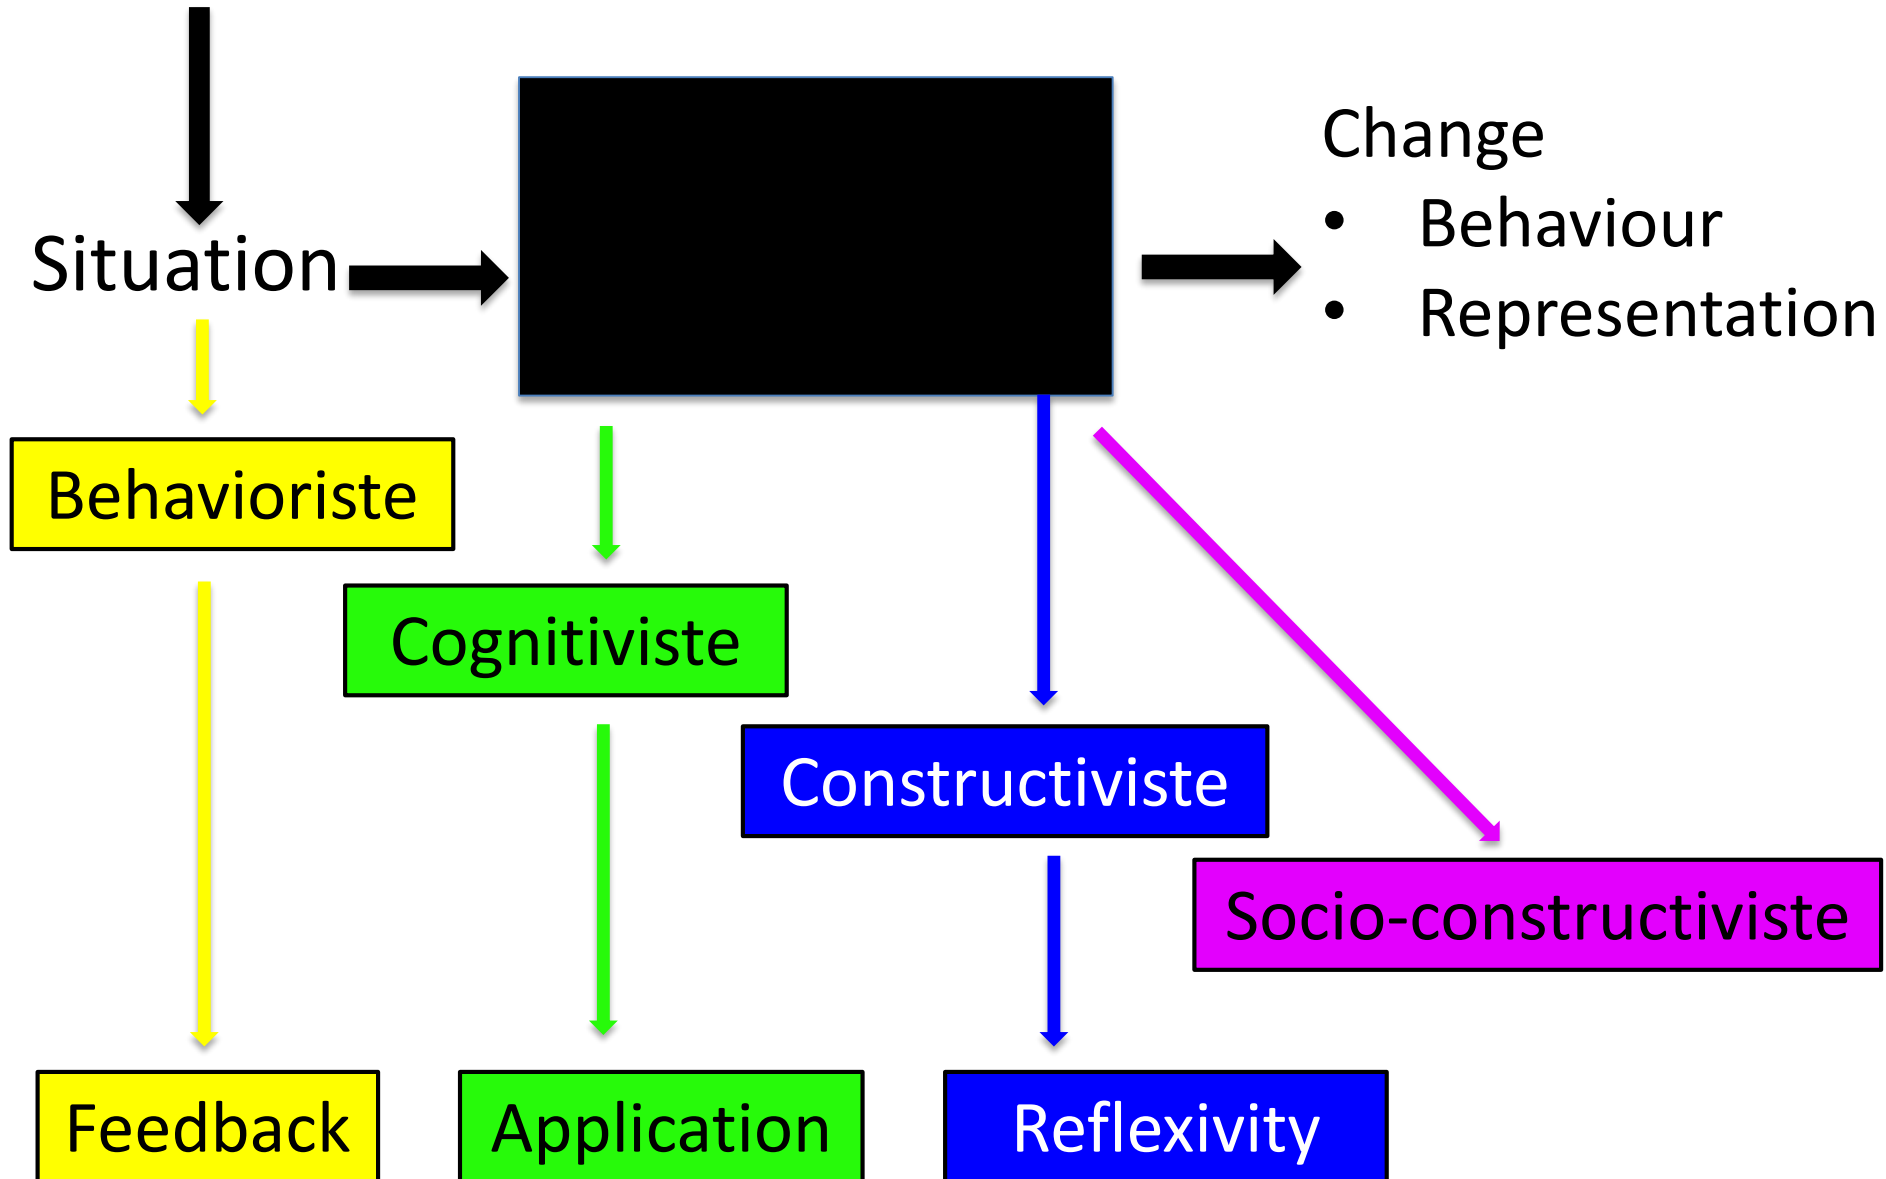 Change
Situation
• Behaviour
• Representation
Behavioriste
Cognitiviste
Constructiviste
Socio-constructiviste
Feedback
Application
Reflexivity